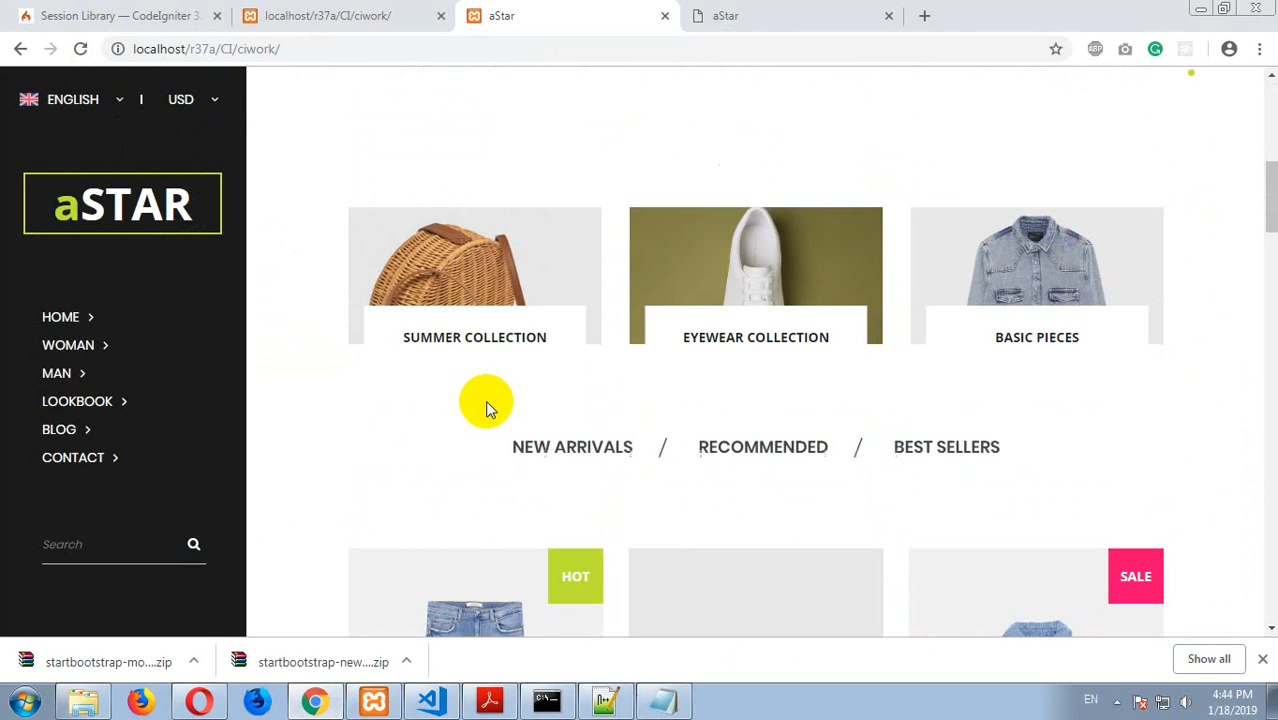 Session Library — CodeIgniter 3.
localhost/r37a/CI/ciwork/
aStar
aStar
localhost/r37a/CI/ciwork/
ABP
ENGLISH
USD
aSTAR
HOME
WOMAN
MAN
LOOKBOOK
BLOG
CONTACT
Search
SUMMER COLLECTION
EYEWEAR COLLECTION
BASIC PIECES
NEW ARRIVALS / RECOMMENDED / BEST SELLERS
HOT
SALE
startbootstrap-mo....zip
startbootstrap-new....zip
Show all
EN
4:44 PM
1/18/2019